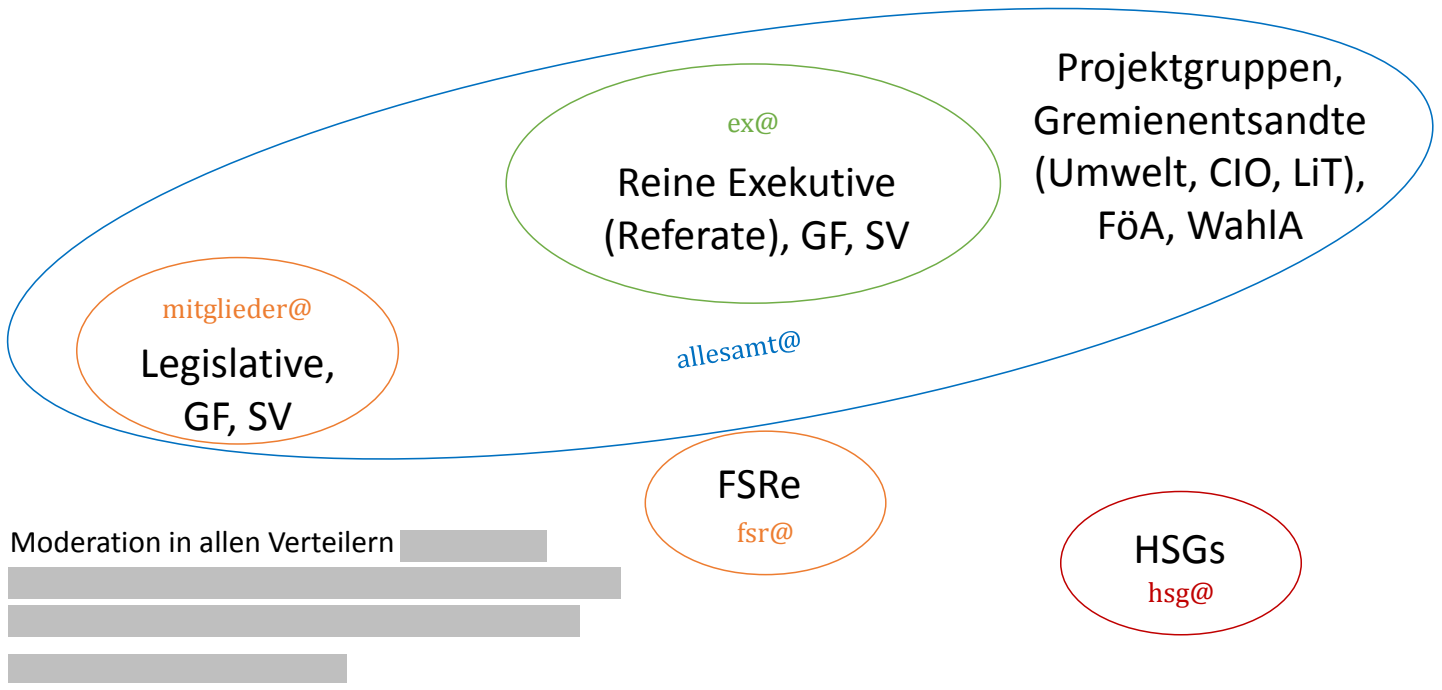 ex@
Reine Exekutive
(Referate), GF, SV
Projektgruppen,
Gremienentsandte
(Umwelt, CIO, LiT),
FöA, WahlA
mitglieder@
Legislative,
GF, SV
allesamt@
FSRe
fsr@
HSGs
hsg@
Moderation in allen Verteilern